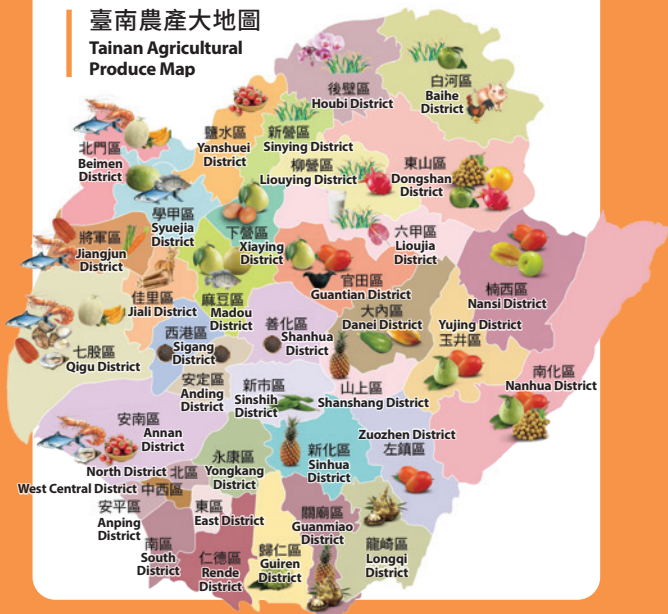 臺南農產大地圖
Tainan Agricultural
Produce Map
後壁區
Houbi District
白河區
Baihe
District
鹽水區
Yanshuei
District
新營區
Sinying District
北門區
Beimen
District
柳營區
Liouying District
東山區
Dongshan
District
學甲區
Syuejia
District
下營區
Xiaying
District
六甲區
Lioujia
District
將軍區
Jiangjun
District
官田區
Guantian District
楠西區
Nansi District
佳里區
Jiali District
麻豆區
Madou
District
大內區
Danei District
善化區
Shanhua
District
Yujing District
玉井區
西港區
Sigang
District
七股區
Qigu District
南化區
Nanhua District
安定區
Anding
District
新市區
Sinshih
District
山上區
Shanshang District
安南區
Annan
District
Zuozhen District
左鎮區
永康區
Yongkang
District
新化區
Sinhua
District
North District 北區
West Central District 中西區
安平區
Anping
District
東區
East District
關廟區
Guanmiao
District
南區
South
District
仁德區
Rende
District
歸仁區
Guiren
District
龍崎區
Longqi
District